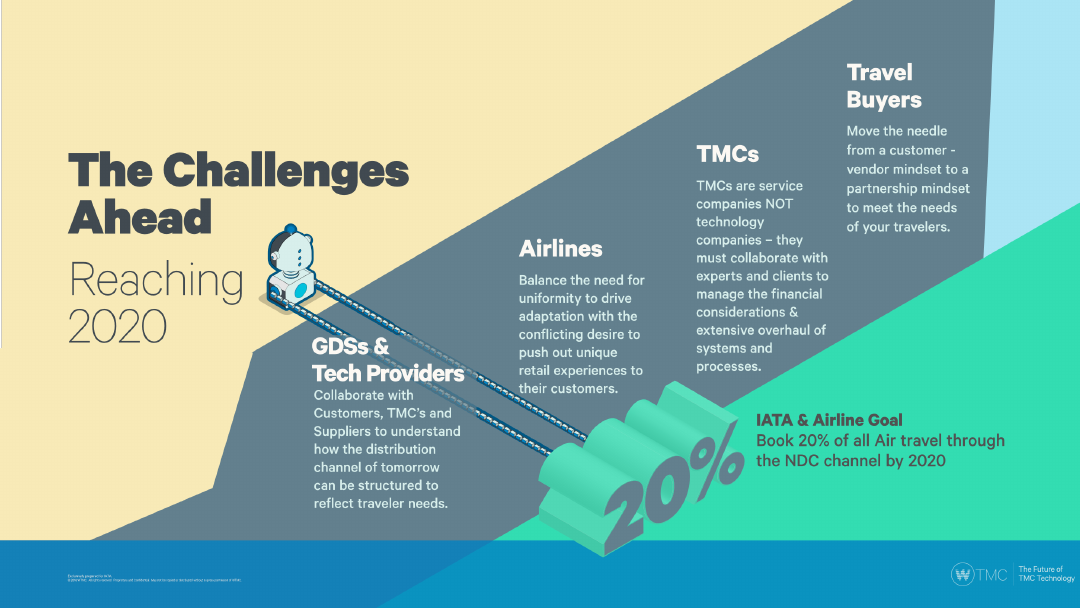 The Challenges
Ahead
Reaching
2020
GDSs &
Tech Providers
Collaborate with
Customers, TMC's and
Suppliers to understand
how the distribution
channel of tomorrow
can be structured to
reflect traveler needs.
Airlines
Balance the need for
uniformity to drive
adaptation with the
conflicting desire to
push out unique
retail experiences to
their customers.
TMCs
TMCs are service
companies NOT
technology
companies – they
must collaborate with
experts and clients to
manage the financial
considerations &
extensive overhaul of
systems and
processes.
Travel
Buyers
Move the needle
from a customer -
vendor mindset to a
partnership mindset
to meet the needs
of your travelers.
20%
IATA & Airline Goal
Book 20% of all Air travel through
the NDC channel by 2020
TMC
The Future of
TMC Technology